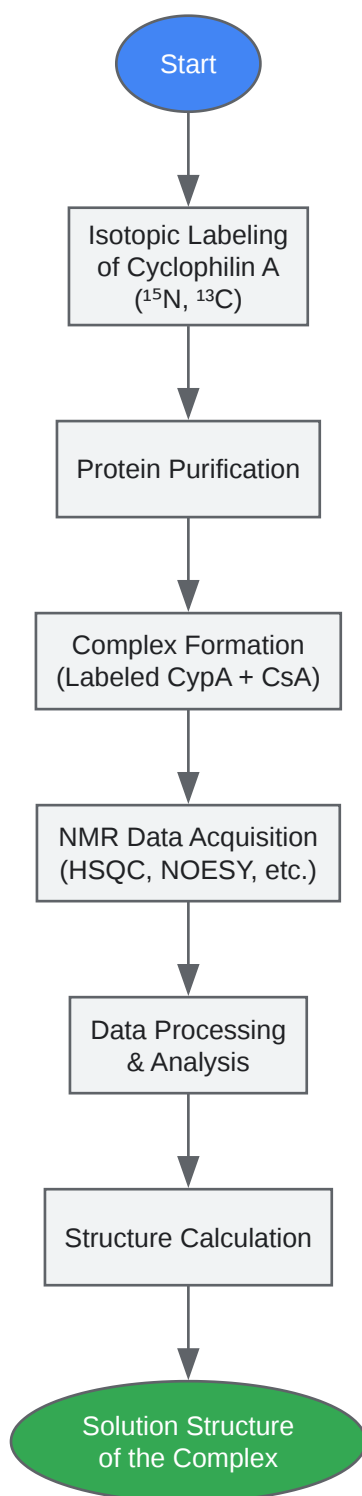 Start
Isotopic Labeling
of Cyclophilin A
(¹⁵N, ¹³C)
Protein Purification
Complex Formation
(Labeled CypA + CsA)
NMR Data Acquisition
(HSQC, NOESY, etc.)
Data Processing
& Analysis
Structure Calculation
Solution Structure
of the Complex